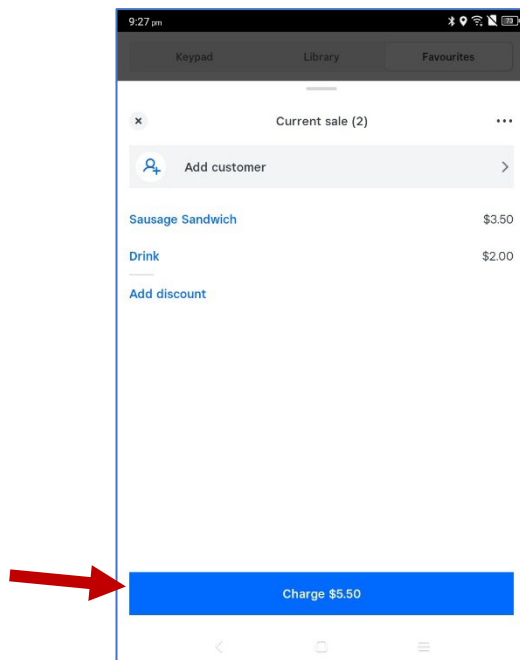 9:27 pm
73
Keypad Library Favourites
Current sale (2)
Add customer
Sausage Sandwich $3.50
Drink $2.00
Add discount
Charge $5.50